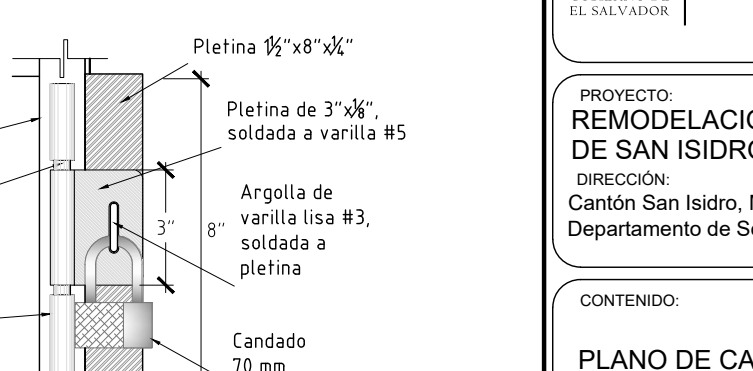 Pletina 1½"x8"x¼"
Pletina de 3"x⅛",
soldada a varilla #5
Argolla de
varilla lisa #3,
soldada a
pletina
3"
8"
Candado
70 mm
EL SALVADOR
PROYECTO:
REMODELACIO
DE SAN ISIDRO
DIRECCIÓN:
Cantón San Isidro,
Departamento de
CONTENIDO:
PLANO DE CA